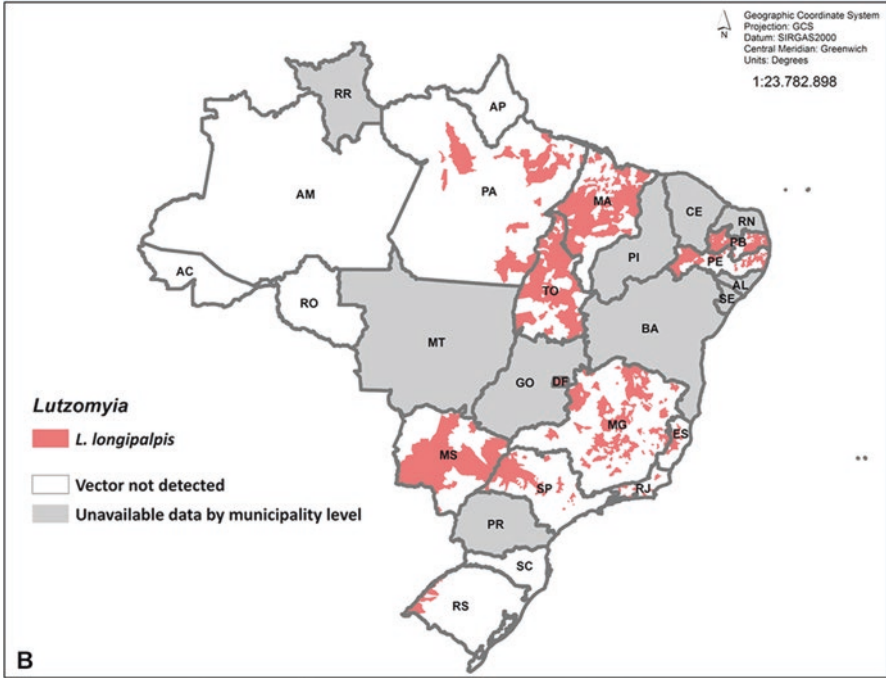 N
Geographic Coordinate System
Projection: GCS
Datum: SIRGAS2000
Central Meridian: Greenwich
Units: Degrees
1:23.782.898
RR
AP
AM
PA
MA
CE
RN
PB
PE
PI
AC
AL
SE
TO
RO
BA
MT
GO
DF
MG
ES
MS
SP
RJ
PR
SC
RS
Lutzomyia
L. longipalpis
Vector not detected
Unavailable data by municipality level
B